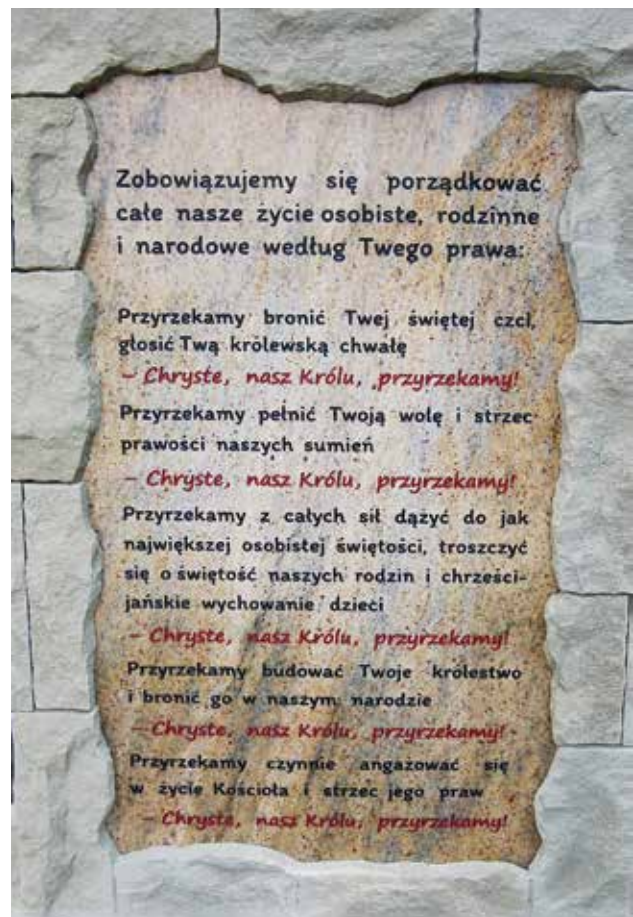 Zobowiązujemy się porządkować
całe nasze życie osobiste, rodzinne
i narodowe według Twego prawa:
Przyrzekamy bronić Twej świętej czci,
głosić Twą królewską chwałę
– Chryste, nasz Królu, przyrzekamy!
Przyrzekamy pełnić Twoją wolę i strzec
prawości naszych sumień
– Chryste, nasz Królu, przyrzekamy!
Przyrzekamy z całych sił dążyć do jak
największej osobistej świętości, troszczyć
się o świętość naszych rodzin i chrześci-
jańskie wychowanie dzieci
– Chryste, nasz Królu, przyrzekamy!
Przyrzekamy budować Twoje królestwo
i bronić go w naszym narodzie
– Chryste, nasz Królu, przyrzekamy!
Przyrzekamy czynnie angażować się
w życie Kościoła i strzec jego praw
– Chryste, nasz Królu, przyrzekamy!